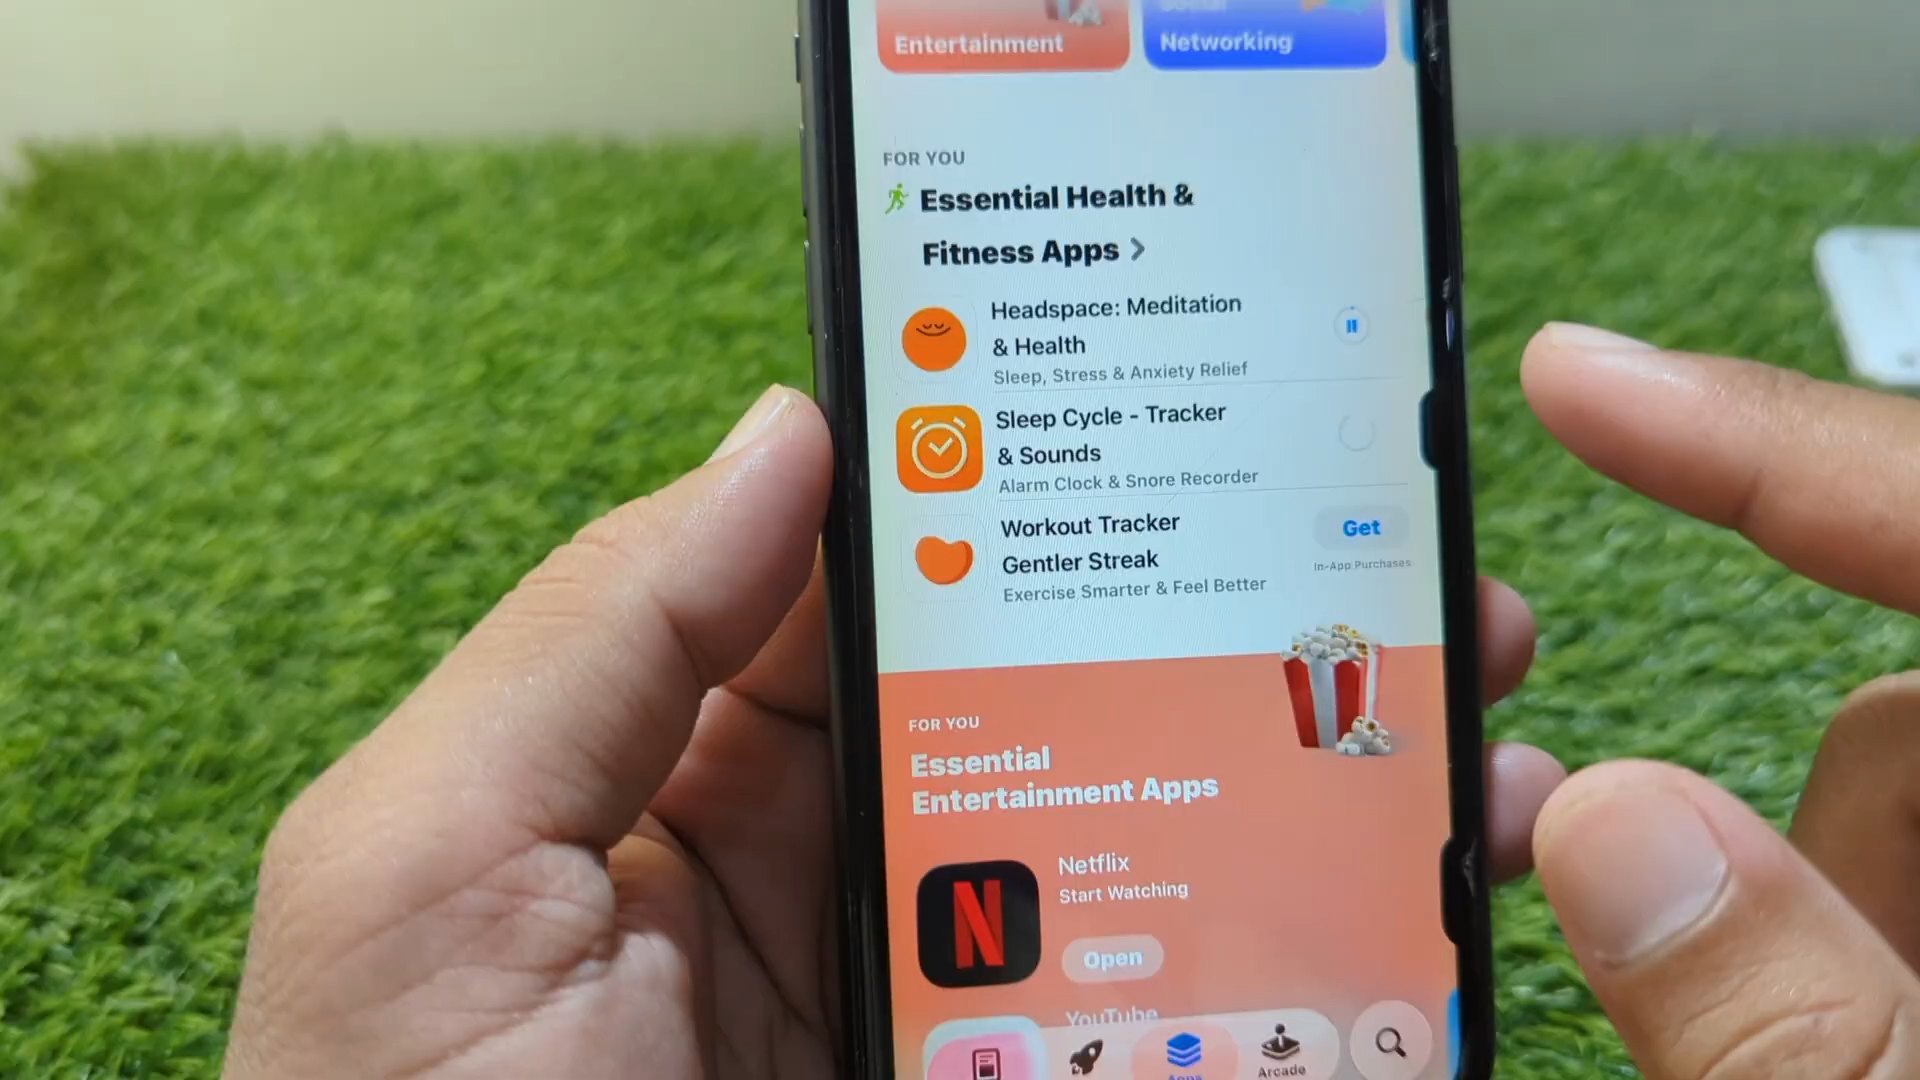 Entertainment
Networking
FOR YOU
Essential Health &
Fitness Apps
Headspace: Meditation
& Health
Sleep, Stress & Anxiety Relief
Sleep Cycle - Tracker
& Sounds
Alarm Clock & Snore Recorder
Workout Tracker
Gentler Streak
Exercise Smarter & Feel Better
Get
In-App Purchases
FOR YOU
Essential
Entertainment Apps
N
Netflix
Start Watching
Open
YouTube
Apps
Arcade